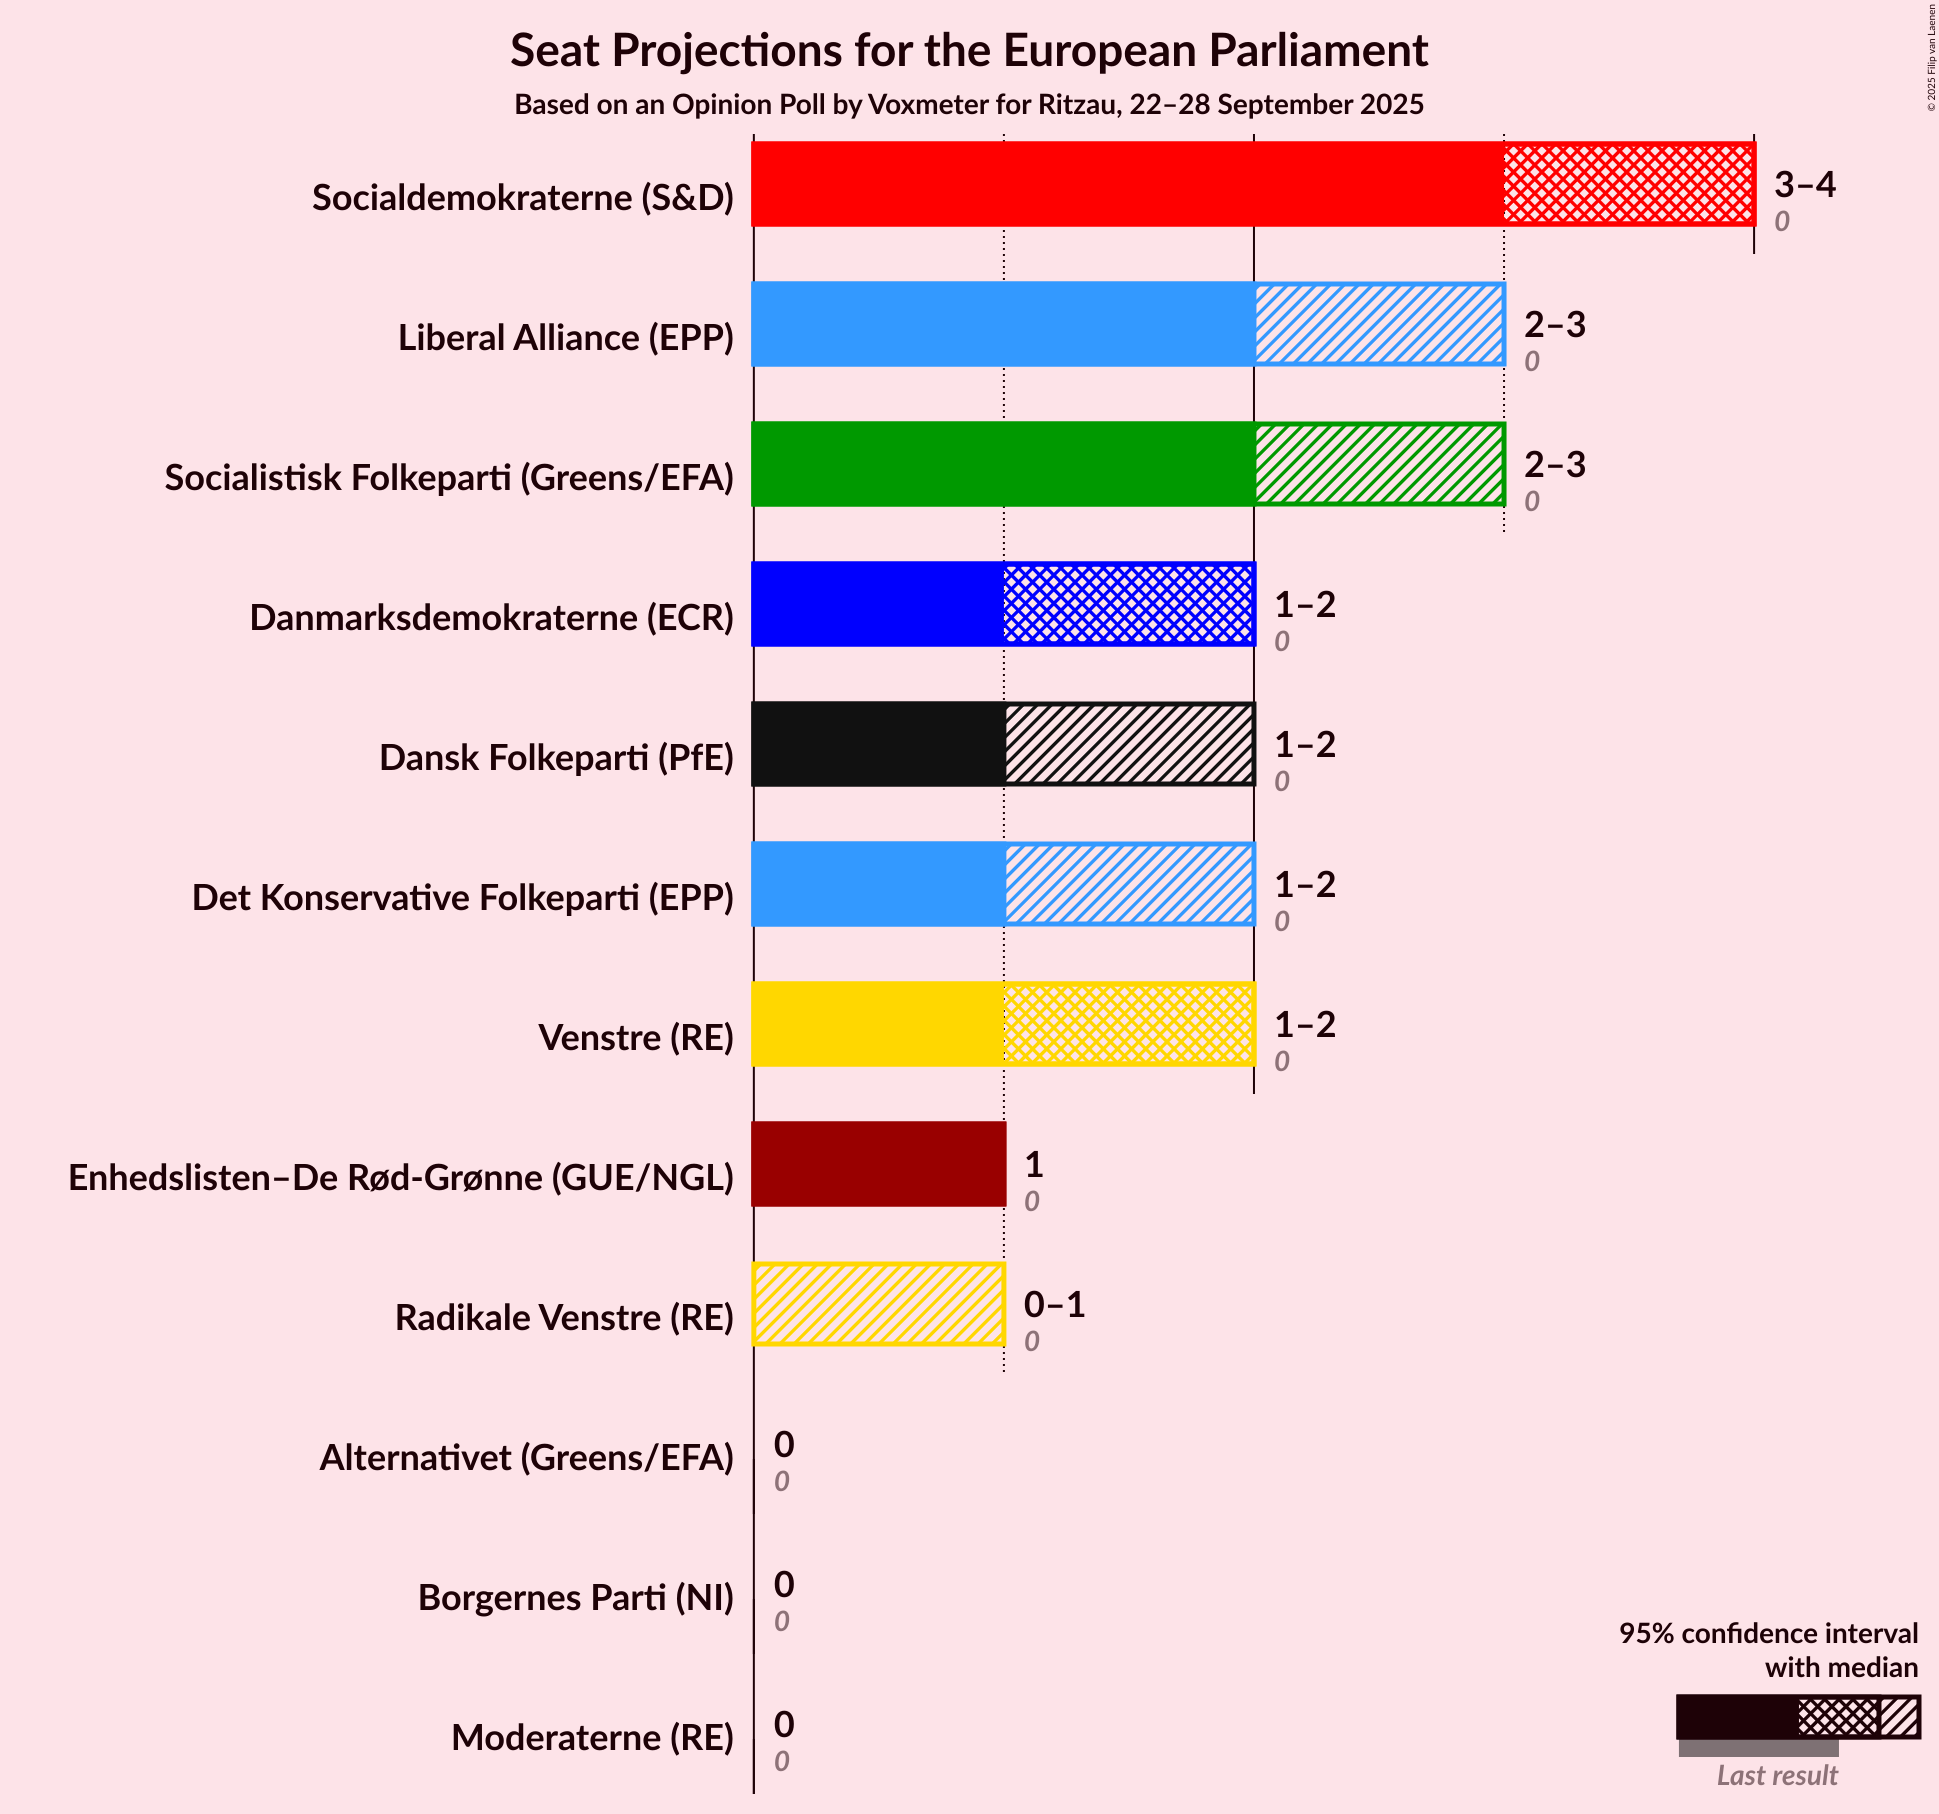 Seat Projections for the European Parliament
Based on an Opinion Poll by Voxmeter for Ritzau, 22–28 September 2025
© 2025 Filip van Laenen
Socialdemokraterne (S&D)
3–4
0
Liberal Alliance (EPP)
2–3
0
Socialistisk Folkeparti (Greens/EFA)
2–3
0
Danmarksdemokraterne (ECR)
1–2
0
Dansk Folkeparti (PfE)
1–2
0
Det Konservative Folkeparti (EPP)
1–2
0
Venstre (RE)
1–2
0
Enhedslisten–De Rød-Grønne (GUE/NGL)
1
0
Radikale Venstre (RE)
0–1
0
Alternativet (Greens/EFA)
0
0
Borgernes Parti (NI)
0
0
Moderaterne (RE)
0
0
95% confidence interval
with median
Last result